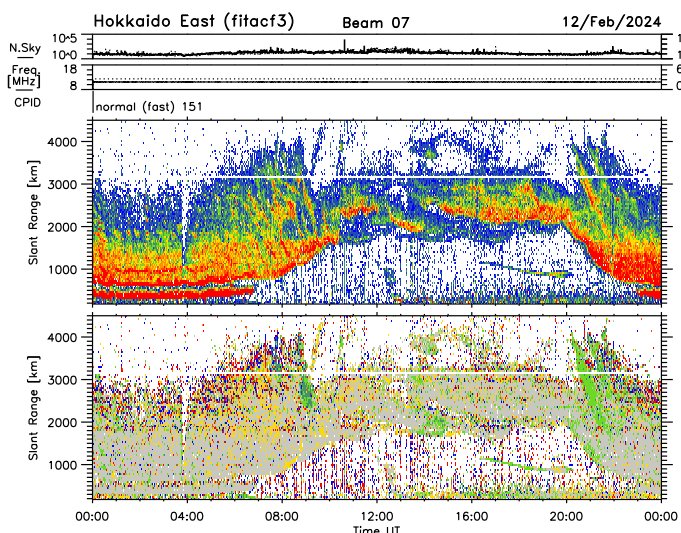 Hokkaido East (fitacf3) Beam 07 12/Feb/2024
N.Sky 10^5 10^0 1 1
Freq. [MHz] 18 8 6 0
CPID normal (fast) 151
Slant Range [km] 4000 3000 2000 1000
Slant Range [km] 4000 3000 2000 1000
00:00 04:00 08:00 12:00 16:00 20:00 00:00
Time UT